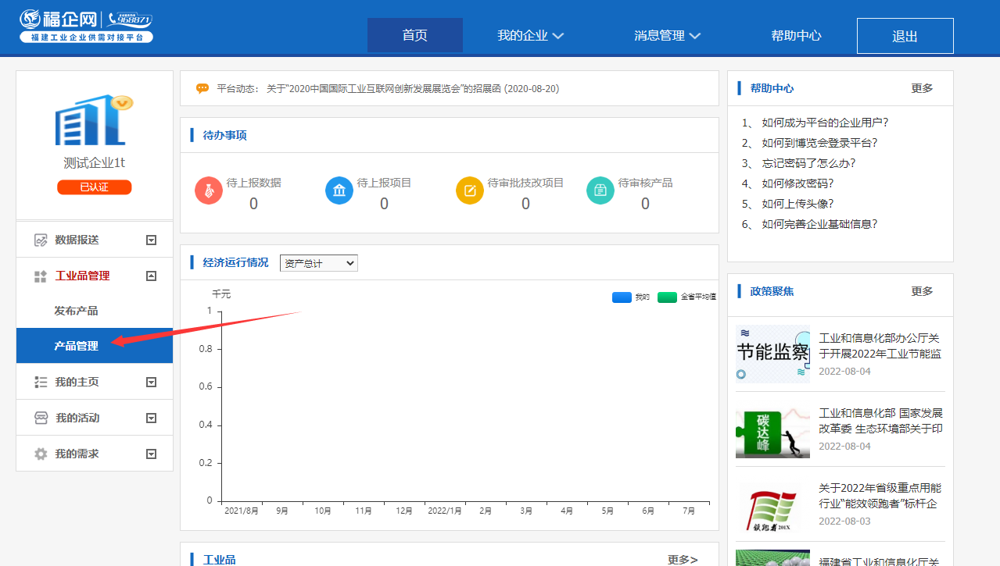 福企网 企业服务热线 968871
福建工业企业供需对接平台
首页
我的企业
消息管理
帮助中心
退出
测试企业1t
已认证
数据报送
工业品管理
发布产品
产品管理
我的主页
我的活动
我的需求
平台动态： 关于“2020中国国际工业互联网创新发展展览会”的招展函 (2020-08-20)
待办事项
待上报数据
0
待上报项目
0
待审批技改项目
0
待审核产品
0
经济运行情况 资产总计
千元
我的 全省平均值
1
0.8
0.6
0.4
0.2
0
2021/8月 9月 10月 11月 12月 2022/1月 2月 3月 4月 5月 6月 7月
工业品 更多>
帮助中心 更多
1、 如何成为平台的企业用户？
2、 如何到博览会登录平台？
3、 忘记密码了怎么办？
4、 如何修改密码？
5、 如何上传头像？
6、 如何完善企业基础信息？
政策聚焦 更多
节能监察
工业和信息化部办公厅关
于开展2022年工业节能监
2022-08-04
碳达峰
工业和信息化部 国家发展
改革委 生态环境部关于印
2022-08-04
领跑者 201X
关于2022年省级重点用能
行业“能效领跑者”标杆企
2022-08-03
福建省工业和信息化厅关